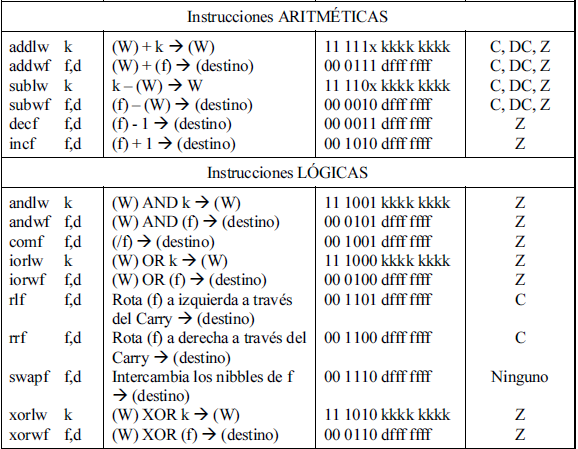 Instrucciones ARITMÉTICAS
addlw k (W) + k → (W) 11 111x kkkk kkkk C, DC, Z
addwf f,d (W) + (f) → (destino) 00 0111 dfff ffff C, DC, Z
sublw k k – (W) → W 11 110x kkkk kkkk C, DC, Z
subwf f,d (f) – (W) → (destino) 00 0010 dfff ffff C, DC, Z
decf f,d (f) - 1 → (destino) 00 0011 dfff ffff Z
incf f,d (f) + 1 → (destino) 00 1010 dfff ffff Z
Instrucciones LÓGICAS
andlw k (W) AND k → (W) 11 1001 kkkk kkkk Z
andwf f,d (W) AND (f) → (destino) 00 0101 dfff ffff Z
comf f,d (/f) → (destino) 00 1001 dfff ffff Z
iorlw k (W) OR k → (W) 11 1000 kkkk kkkk Z
iorwf f,d (W) OR (f) → (destino) 00 0100 dfff ffff Z
rlf f,d Rota (f) a izquierda a través 00 1101 dfff ffff C
del Carry → (destino)
rrf f,d Rota (f) a derecha a través del 00 1100 dfff ffff C
Carry → (destino)
swapf f,d Intercambia los nibbles de f 00 1110 dfff ffff Ninguno
→ (destino)
xorlw k (W) XOR k → (W) 11 1010 kkkk kkkk Z
xorwf f,d (W) XOR (f) → (destino) 00 0110 dfff ffff Z